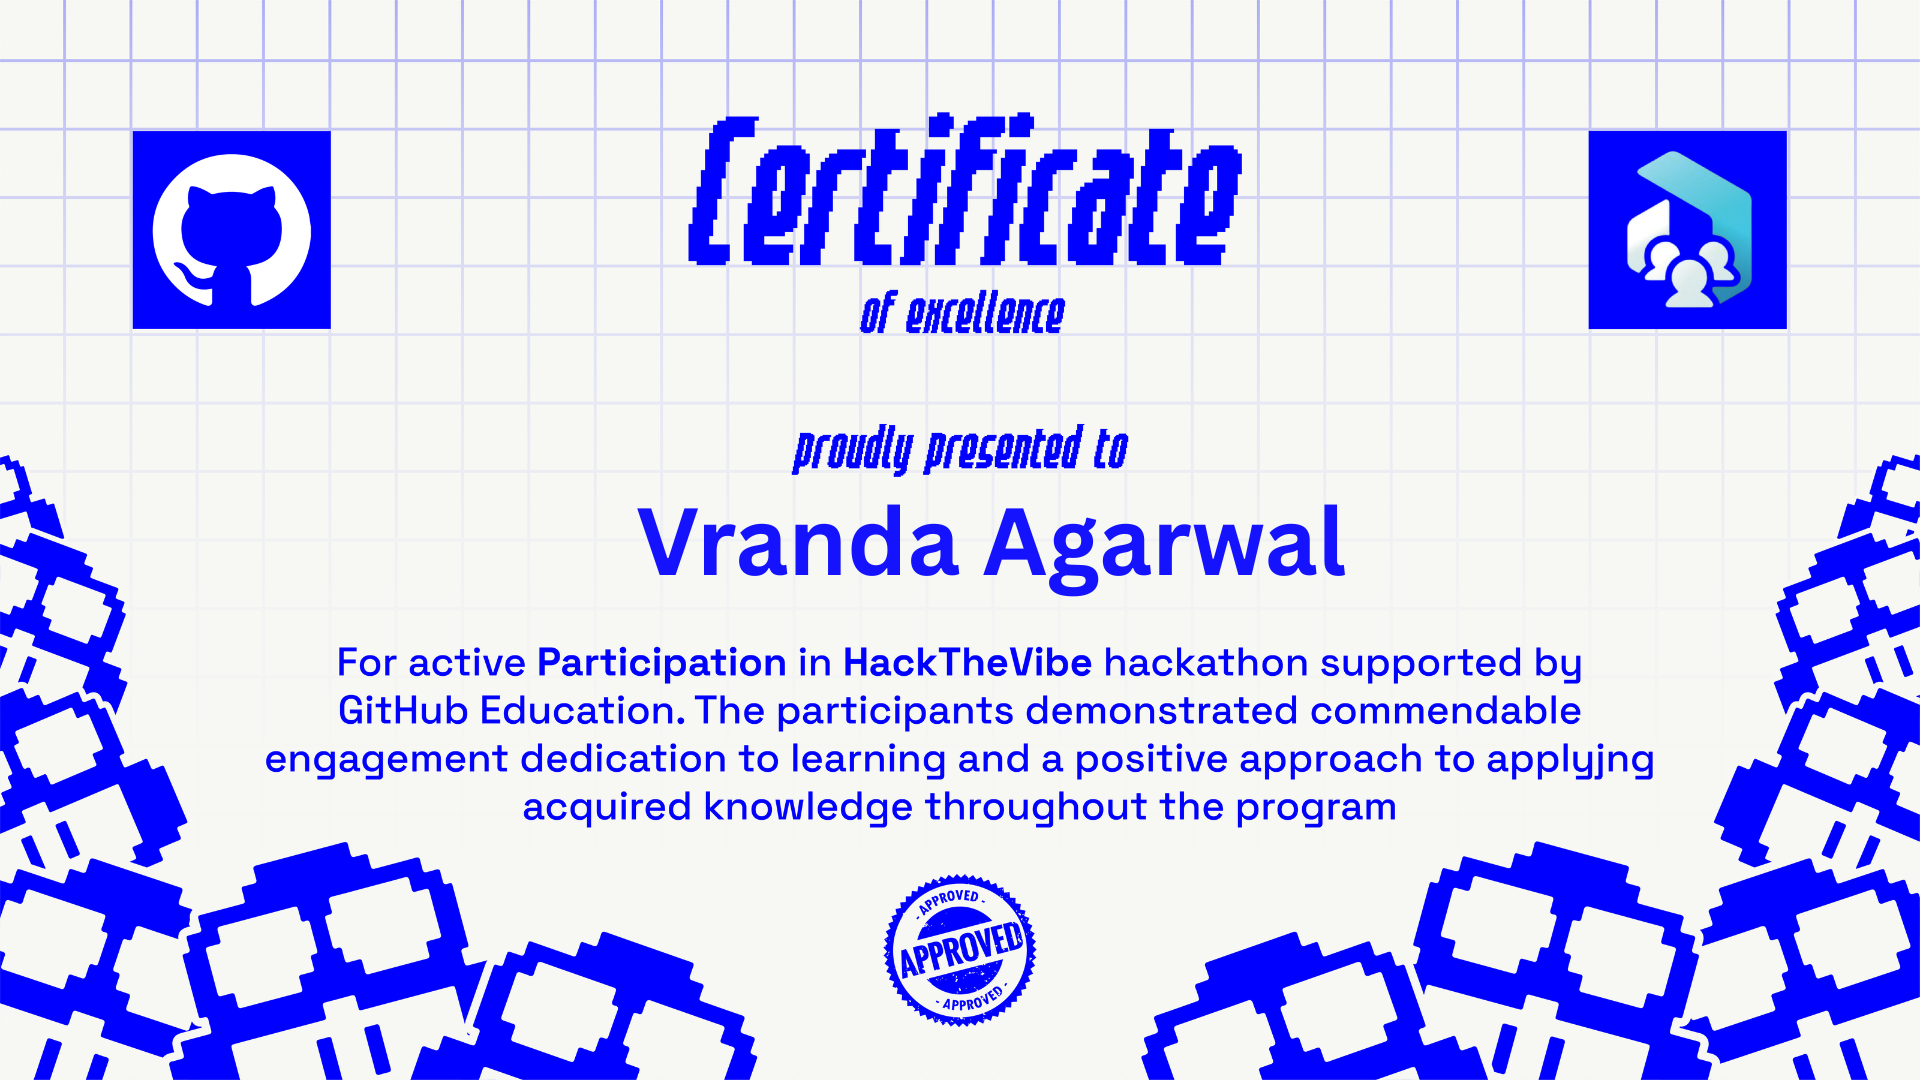 Certificate
of excellence
proudly presented to
Vranda Agarwal
For active Participation in HackTheVibe hackathon supported by
GitHub Education. The participants demonstrated commendable
engagement dedication to learning and a positive approach to applyjng
acquired knowledge throughout the program
- APPROVED -
APPROVED
- APPROVED -